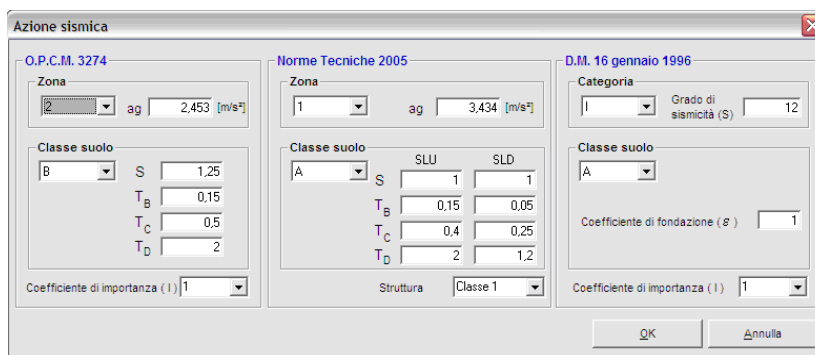 Azione sismica
O.P.C.M. 3274
Zona
2
ag
2,453
[m/s²]
Classe suolo
B
S
1,25
TB
0,15
TC
0,5
TD
2
Coefficiente di importanza ( I )
1
Norme Tecniche 2005
Zona
1
ag
3,434
[m/s²]
Classe suolo
SLU
SLD
A
S
1
1
TB
0,15
0,05
TC
0,4
0,25
TD
2
1,2
Struttura
Classe 1
D.M. 16 gennaio 1996
Categoria
I
Grado di
sismicità (S)
12
Classe suolo
A
Coefficiente di fondazione ( ε )
1
Coefficiente di importanza ( I )
1
OK
Annulla